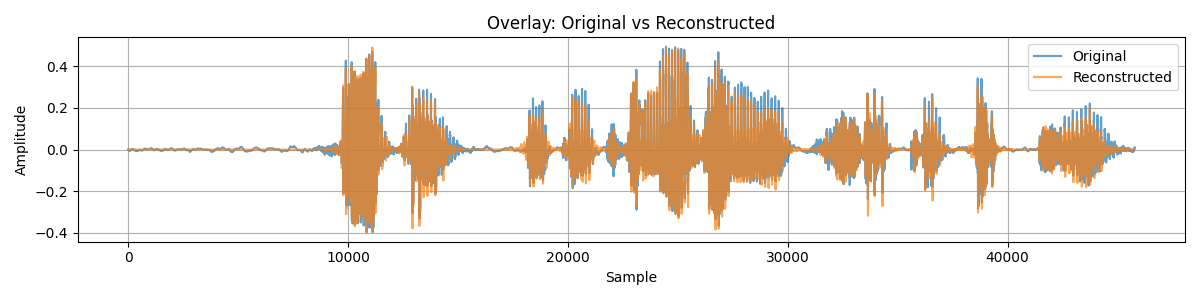 Overlay: Original vs Reconstructed
Original
Reconstructed
Amplitude
0.4
0.2
0.0
−0.2
−0.4
0
10000
20000
30000
40000
Sample